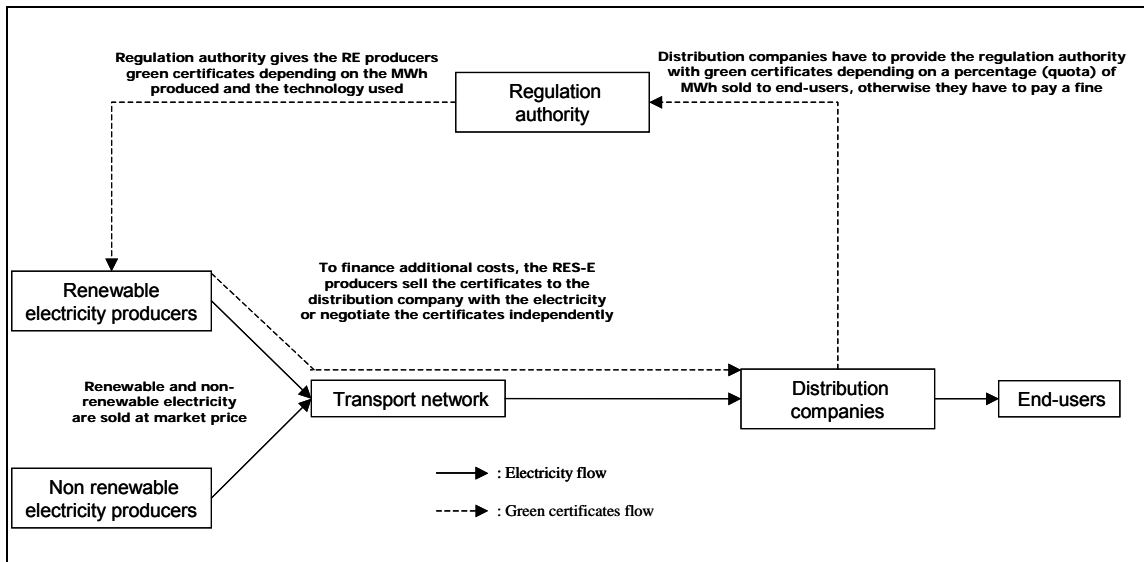 Regulation authority gives the RE producers
green certificates depending on the MWh
produced and the technology used
Distribution companies have to provide the regulation authority
with green certificates depending on a percentage (quota) of
MWh sold to end-users, otherwise they have to pay a fine
Regulation
authority
Renewable
electricity producers
To finance additional costs, the RES-E
producers sell the certificates to the
distribution company with the electricity
or negotiate the certificates independently
Renewable and non-
renewable electricity
are sold at market price
Transport network
Distribution
companies
End-users
Non renewable
electricity producers
: Electricity flow
: Green certificates flow